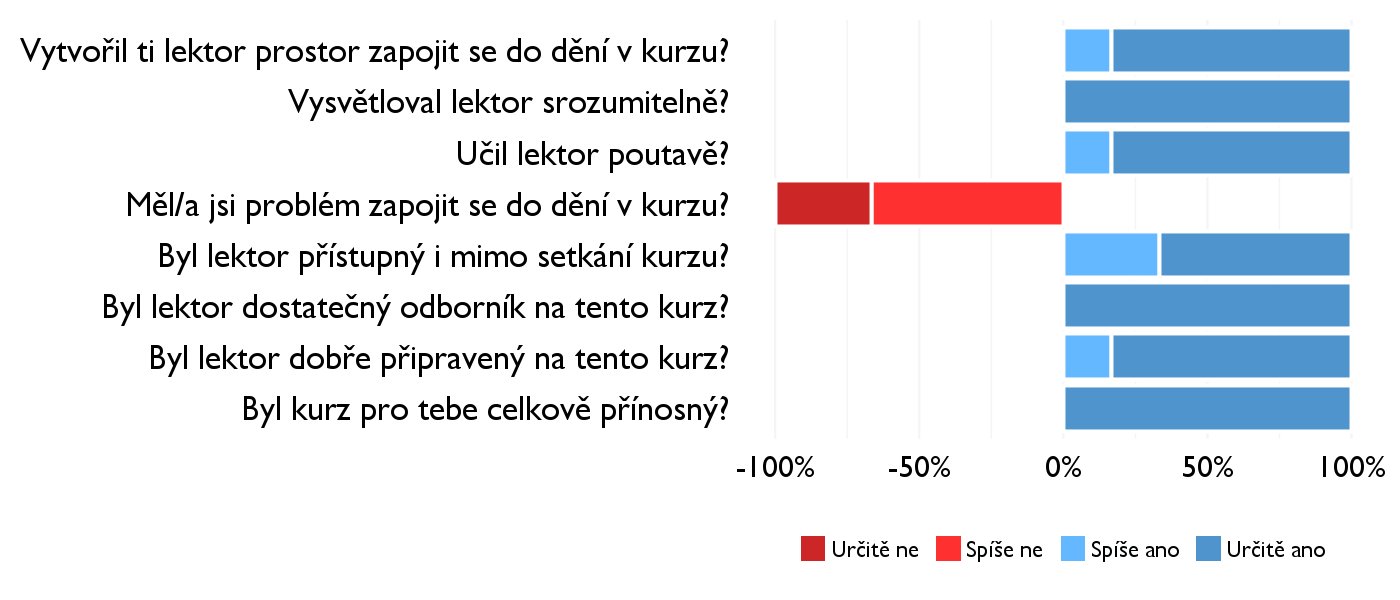 Vytvořil ti lektor prostor zapojit se do dění v kurzu?
Vysvětloval lektor srozumitelně?
Učil lektor poutavě?
Měl/a jsi problém zapojit se do dění v kurzu?
Byl lektor přístupný i mimo setkání kurzu?
Byl lektor dostatečný odborník na tento kurz?
Byl lektor dobře připravený na tento kurz?
Byl kurz pro tebe celkově přínosný?
-100% -50% 0% 50% 100%
Určitě ne Spíše ne Spíše ano Určitě ano